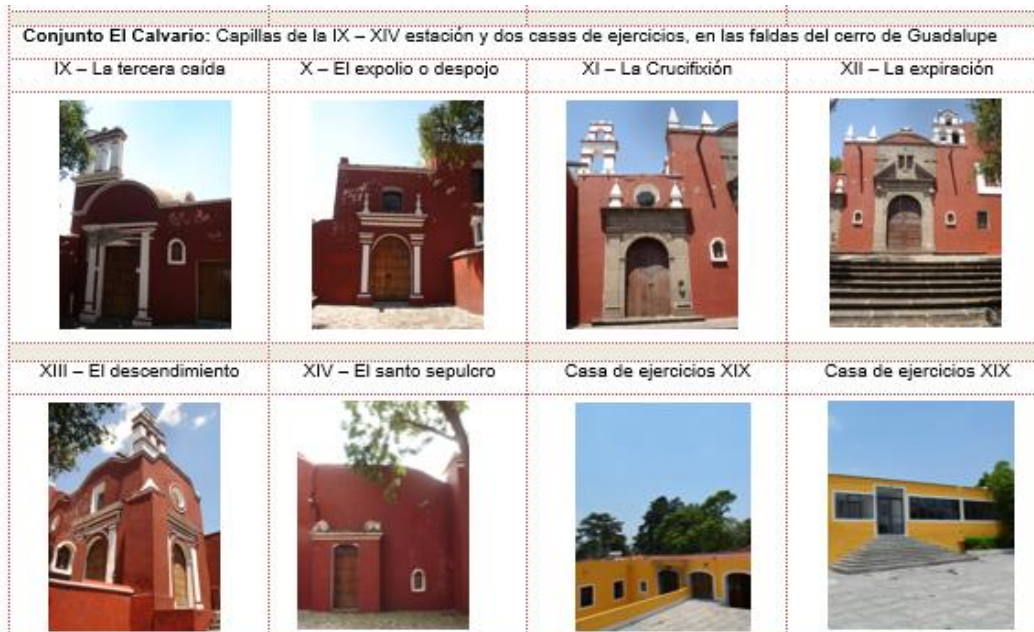 Conjunto El Calvario: Capillas de la IX – XIV estación y dos casas de ejercicios, en las faldas del cerro de Guadalupe
IX – La tercera caída
X – El expolio o despojo
XI – La Crucifixión
XII – La expiración
XIII – El descendimiento
XIV – El santo sepulcro
Casa de ejercicios XIX
Casa de ejercicios XIX